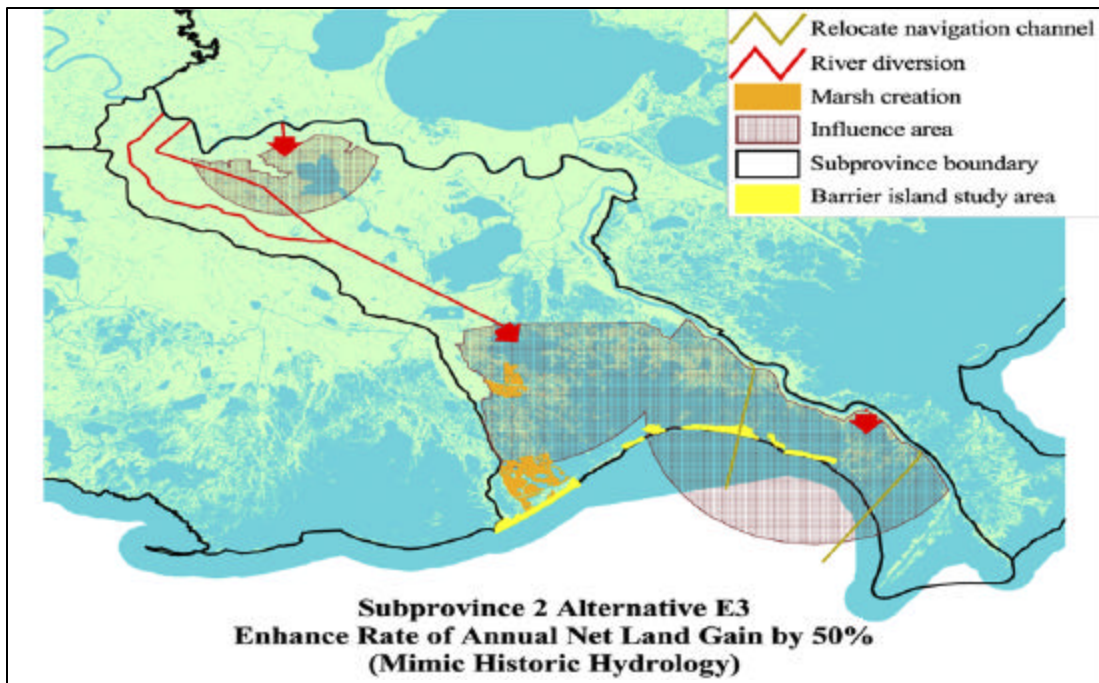 Relocate navigation channel
River diversion
Marsh creation
Influence area
Subprovince boundary
Barrier island study area
Subprovince 2 Alternative E3
Enhance Rate of Annual Net Land Gain by 50%
(Mimic Historic Hydrology)